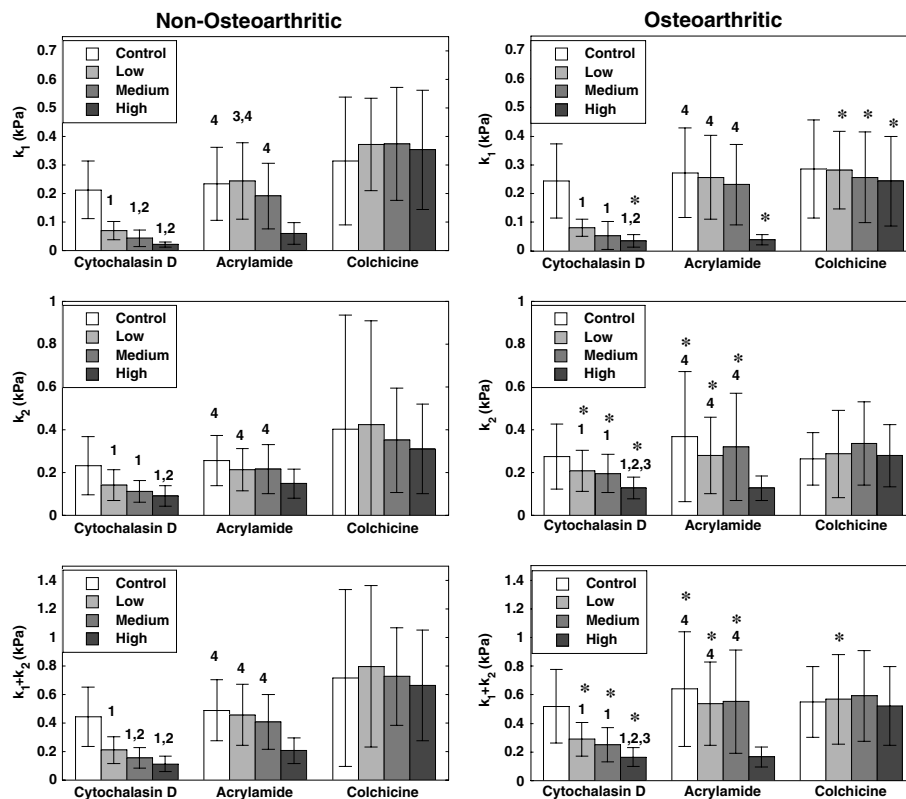 Non-Osteoarthritic
k1 (kPa)
0.7
0.6
0.5
0.4
0.3
0.2
0.1
0
Control
Low
Medium
High
1
1,2
1,2
4
3,4
4
Cytochalasin D Acrylamide Colchicine
k2 (kPa)
1
0.8
0.6
0.4
0.2
0
Control
Low
Medium
High
1
1
1,2
4
4
4
Cytochalasin D Acrylamide Colchicine
k1+k2 (kPa)
1.4
1.2
1
0.8
0.6
0.4
0.2
0
Control
Low
Medium
High
1
1,2
1,2
4
4
4
Cytochalasin D Acrylamide Colchicine
Osteoarthritic
k1 (kPa)
0.7
0.6
0.5
0.4
0.3
0.2
0.1
0
Control
Low
Medium
High
1
1
*
1,2
4
4
4
*
*
*
*
Cytochalasin D Acrylamide Colchicine
k2 (kPa)
1
0.8
0.6
0.4
0.2
0
Control
Low
Medium
High
*
1
*
1
*
1,2,3
*
4
*
4
*
4
Cytochalasin D Acrylamide Colchicine
k1+k2 (kPa)
1.4
1.2
1
0.8
0.6
0.4
0.2
0
Control
Low
Medium
High
*
1
*
1
*
1,2,3
*
4
*
4
*
4
*
Cytochalasin D Acrylamide Colchicine